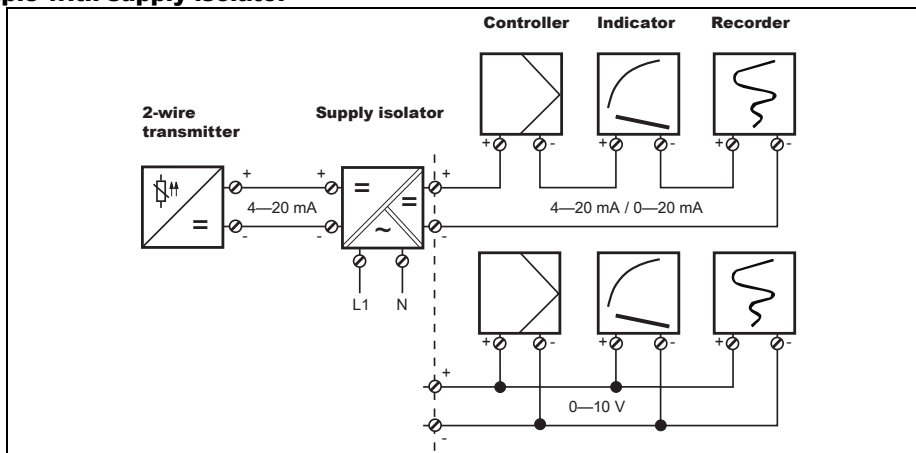 ple with supply isolator
Controller Indicator Recorder
2-wire
transmitter
Supply isolator
+ - + - + -
+ + +
4—20 mA 4—20 mA / 0—20 mA
- - -
=
=
=
~
L1 N
+ - + - + -
+
0—10 V
-